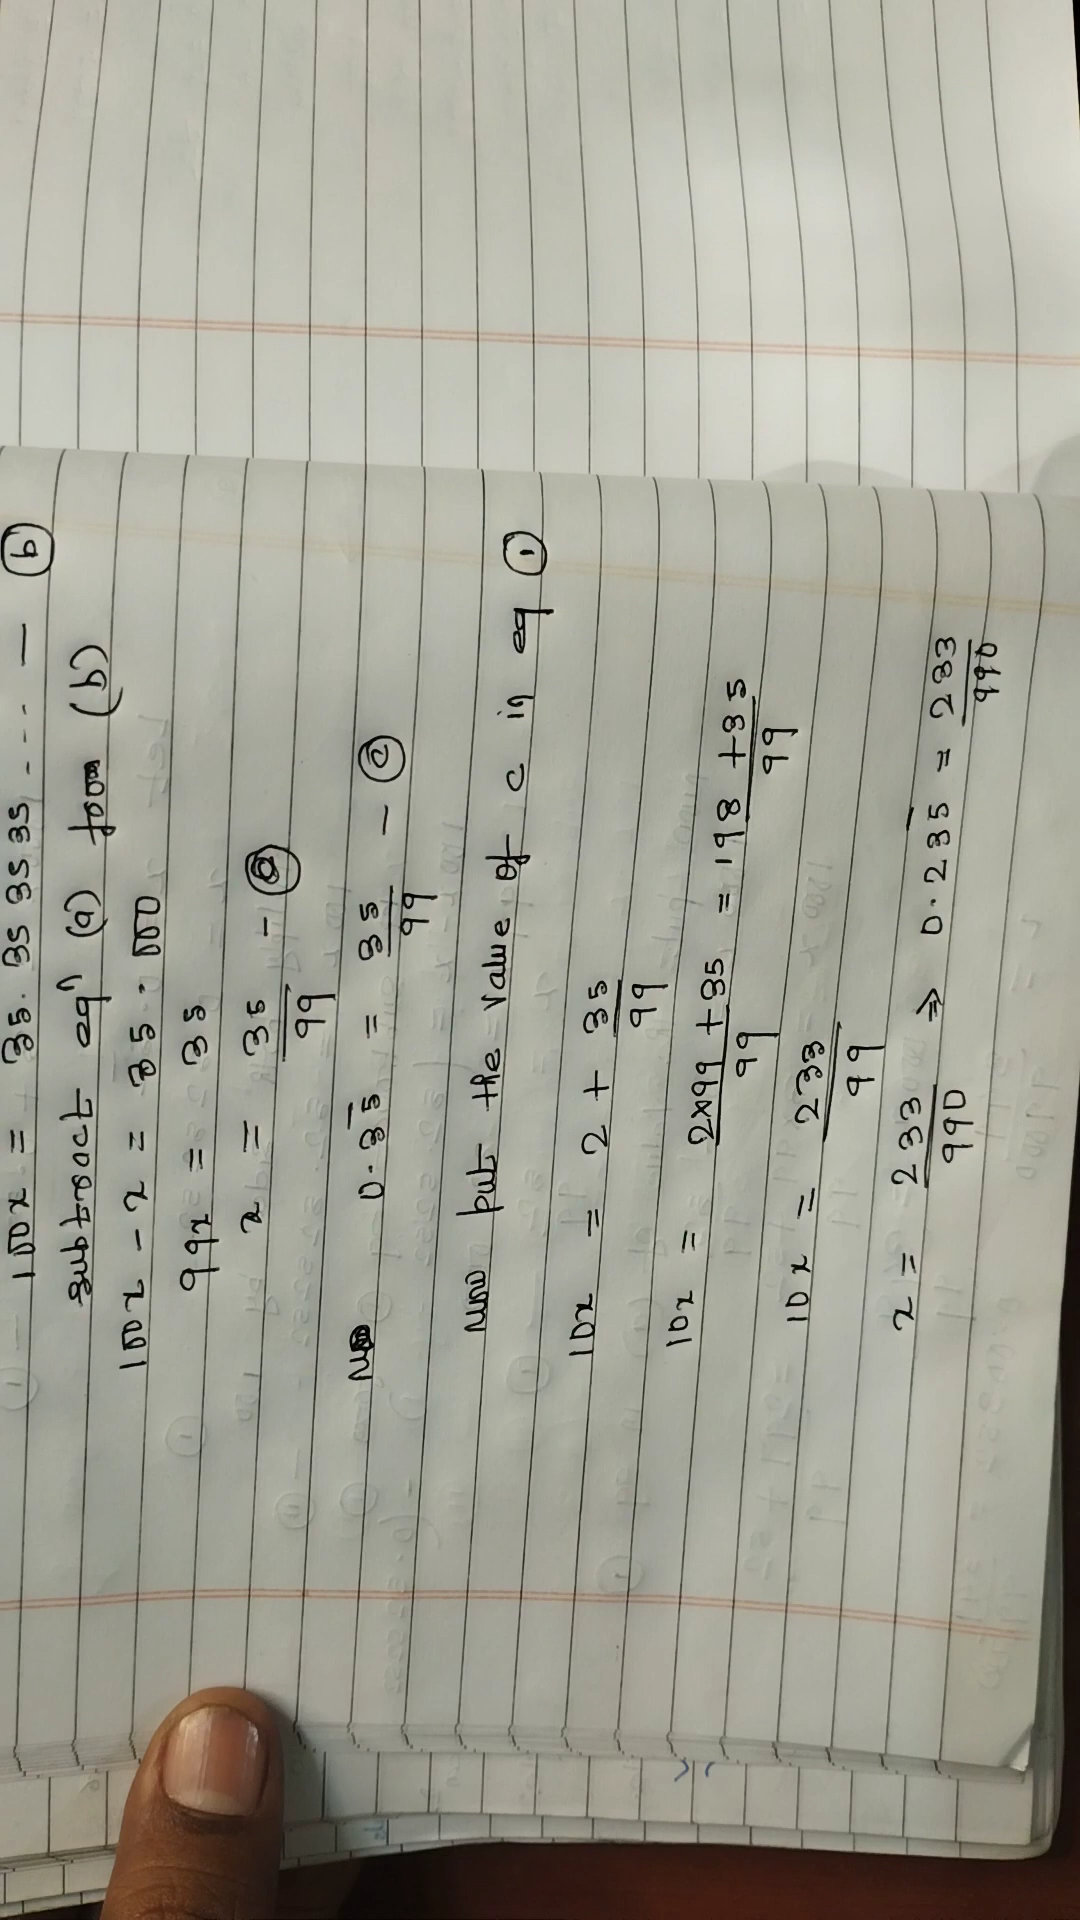 100x = 35.35 35 35 .... — (b)
subtract eqⁿ (a) from (b)
100x - x = 35.000
99x = 35
x = 35/99 -
0.3̅5̅ = 35/99 — (c)
Now put the value of c in eq (1)
10x = 2 + 35/99
10x = 2×99 + 35/99 = 198 + 35/99
10x = 233/99
x = 233/990 ⇒ 0.23̅5̅ = 233/990